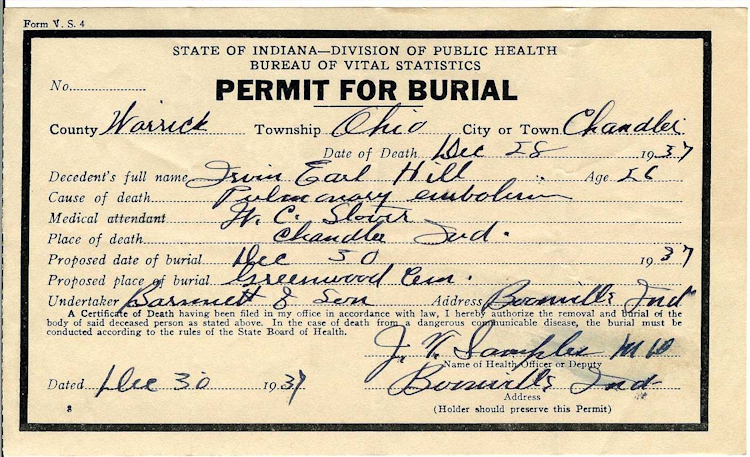 Form V. S. 4
STATE OF INDIANA—DIVISION OF PUBLIC HEALTH
BUREAU OF VITAL STATISTICS
No.
PERMIT FOR BURIAL
County Warrick Township Ohio City or Town Chandler
Date of Death Dec 28 1937
Decedent's full name Irvin Earl Hill Age 26
Cause of death Pulmonary embolism
Medical attendant W. C. Slover
Place of death Chandler Ind.
Proposed date of burial Dec 30 1937
Proposed place of burial Greenwood Cem.
Undertaker & Son Address Boonville Ind
A Certificate of Death having been filed in my office in accordance with law, I hereby authorize the removal and burial of the
body of said deceased person as stated above. In the case of death from a dangerous communicable disease, the burial must be
conducted according to the rules of the State Board of Health.
J. V. Samples MD
Name of Health Officer or Deputy
Dated Dec 30 1937 Boonville Ind
Address
8 (Holder should preserve this Permit)